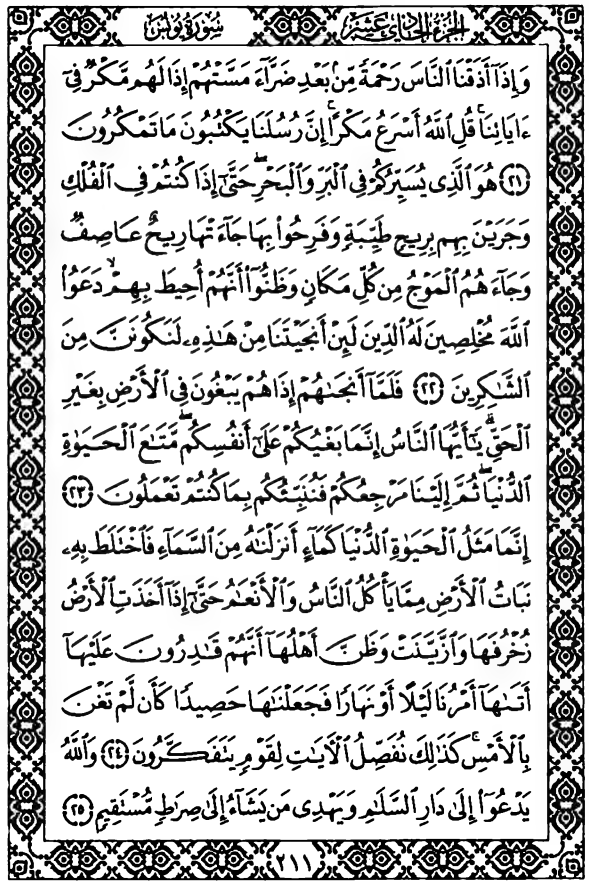 الجزء الحادي عشر
سورة يونس
وَإِذَآ أَذَقْنَا ٱلنَّاسَ رَحْمَةً مِّنۢ بَعْدِ ضَرَّآءَ مَسَّتْهُمْ إِذَا لَهُم مَّكْرٌ فِىٓ
ءَايَاتِنَا ۚ قُلِ ٱللَّهُ أَسْرَعُ مَكْرًا ۚ إِنَّ رُسُلَنَا يَكْتُبُونَ مَا تَمْكُرُونَ
﴿٢١﴾ هُوَ ٱلَّذِى يُسَيِّرُكُمْ فِى ٱلْبَرِّ وَٱلْبَحْرِ ۖ حَتَّىٰٓ إِذَا كُنتُمْ فِى ٱلْفُلْكِ
وَجَرَيْنَ بِهِم بِرِيحٍ طَيِّبَةٍ وَفَرِحُوا۟ بِهَا جَآءَتْهَا رِيحٌ عَاصِفٌ
وَجَآءَهُمُ ٱلْمَوْجُ مِن كُلِّ مَكَانٍ وَظَنُّوٓا۟ أَنَّهُمْ أُحِيطَ بِهِمْ ۙ دَعَوُا۟
ٱللَّهَ مُخْلِصِينَ لَهُ ٱلدِّينَ لَئِنْ أَنجَيْتَنَا مِنْ هَٰذِهِۦ لَنَكُونَنَّ مِنَ
ٱلشَّٰكِرِينَ ﴿٢٢﴾ فَلَمَّآ أَنجَىٰهُمْ إِذَا هُمْ يَبْغُونَ فِى ٱلْأَرْضِ بِغَيْرِ
ٱلْحَقِّ ۗ يَٰٓأَيُّهَا ٱلنَّاسُ إِنَّمَا بَغْيُكُمْ عَلَىٰٓ أَنفُسِكُم ۖ مَّتَٰعَ ٱلْحَيَوٰةِ
ٱلدُّنْيَا ۖ ثُمَّ إِلَيْنَا مَرْجِعُكُمْ فَنُنَبِّئُكُم بِمَا كُنتُمْ تَعْمَلُونَ ﴿٢٣﴾
إِنَّمَا مَثَلُ ٱلْحَيَوٰةِ ٱلدُّنْيَا كَمَآءٍ أَنزَلْنَٰهُ مِنَ ٱلسَّمَآءِ فَٱخْتَلَطَ بِهِۦ
نَبَاتُ ٱلْأَرْضِ مِمَّا يَأْكُلُ ٱلنَّاسُ وَٱلْأَنْعَٰمُ حَتَّىٰٓ إِذَآ أَخَذَتِ ٱلْأَرْضُ
زُخْرُفَهَا وَٱزَّيَّنَتْ وَظَنَّ أَهْلُهَآ أَنَّهُمْ قَٰدِرُونَ عَلَيْهَآ
أَتَىٰهَآ أَمْرُنَا لَيْلًا أَوْ نَهَارًا فَجَعَلْنَٰهَا حَصِيدًا كَأَن لَّمْ تَغْنَ
بِٱلْأَمْسِ ۚ كَذَٰلِكَ نُفَصِّلُ ٱلْآيَٰتِ لِقَوْمٍ يَتَفَكَّرُونَ ﴿٢٤﴾ وَٱللَّهُ
يَدْعُوٓا۟ إِلَىٰ دَارِ ٱلسَّلَٰمِ وَيَهْدِى مَن يَشَآءُ إِلَىٰ صِرَٰطٍ مُّسْتَقِيمٍ ﴿٢٥﴾
٢١١